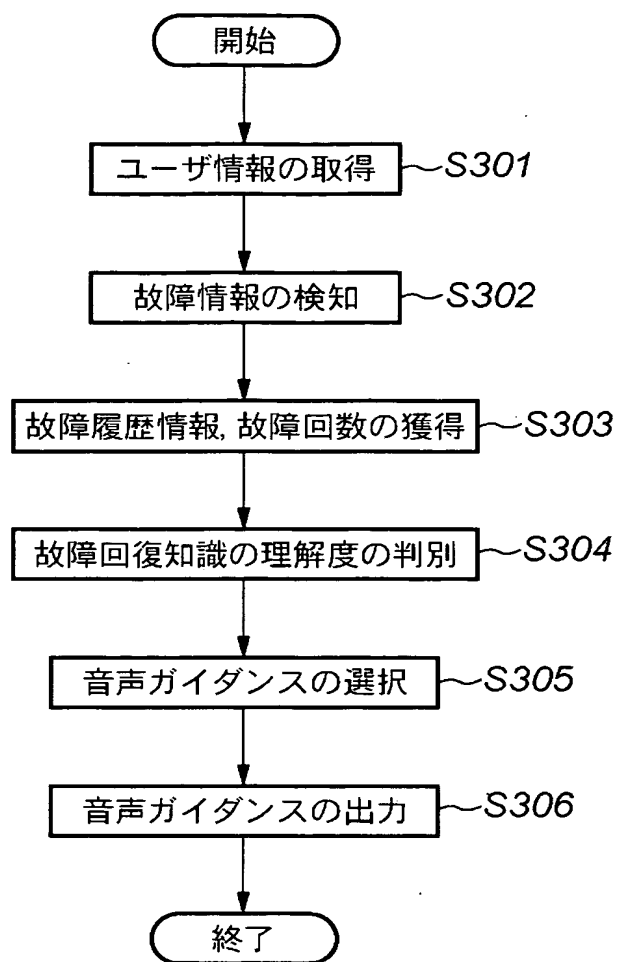 開始
ユーザ情報の取得 S301
故障情報の検知 S302
故障履歴情報, 故障回数の獲得 S303
故障回復知識の理解度の判別 S304
音声ガイダンスの選択 S305
音声ガイダンスの出力 S306
終了